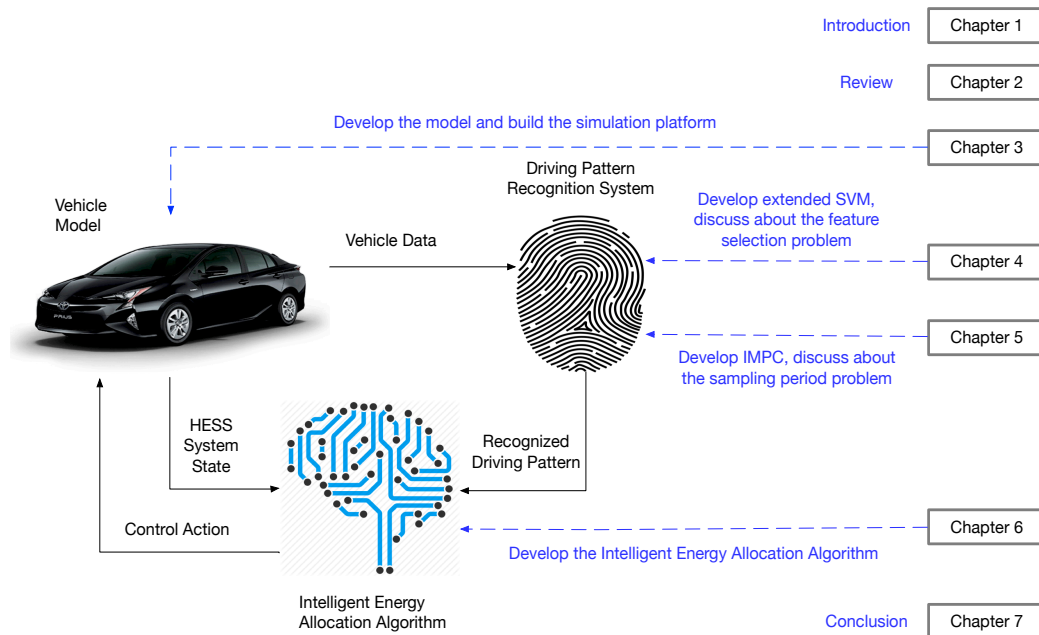 Introduction
Chapter 1
Review
Chapter 2
Develop the model and build the simulation platform
Chapter 3
Driving Pattern
Recognition System
Vehicle
Model
Develop extended SVM,
discuss about the feature
selection problem
Vehicle Data
Chapter 4
PRIUS
Chapter 5
Develop IMPC, discuss about
the sampling period problem
HESS
System
State
Recognized
Driving Pattern
Control Action
Chapter 6
Develop the Intelligent Energy Allocation Algorithm
Intelligent Energy
Allocation Algorithm
Conclusion
Chapter 7